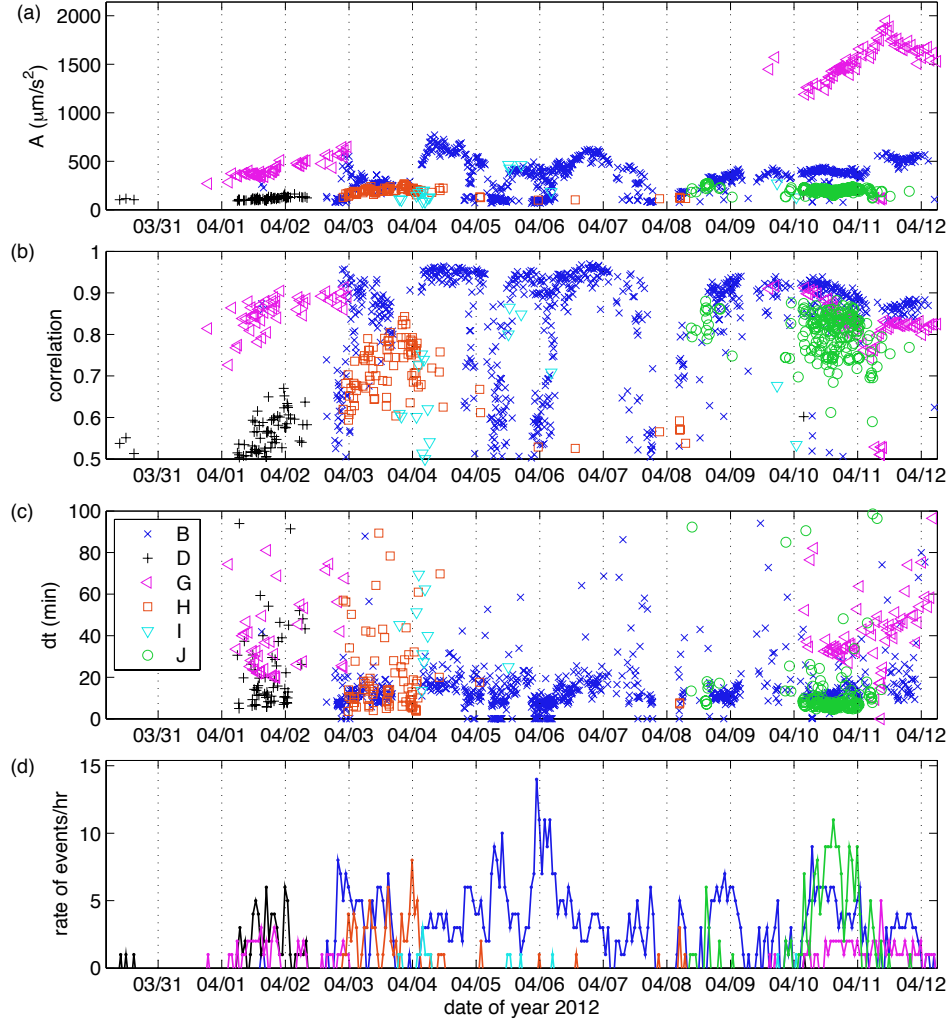 (a)
A (μm/s²)
2000
1500
1000
500
0
03/31 04/01 04/02 04/03 04/04 04/05 04/06 04/07 04/08 04/09 04/10 04/11 04/12
(b)
correlation
1
0.9
0.8
0.7
0.6
0.5
03/31 04/01 04/02 04/03 04/04 04/05 04/06 04/07 04/08 04/09 04/10 04/11 04/12
(c)
dt (min)
100
80
60
40
20
0
B
D
G
H
I
J
03/31 04/01 04/02 04/03 04/04 04/05 04/06 04/07 04/08 04/09 04/10 04/11 04/12
(d)
rate of events/hr
15
10
5
0
03/31 04/01 04/02 04/03 04/04 04/05 04/06 04/07 04/08 04/09 04/10 04/11 04/12
date of year 2012